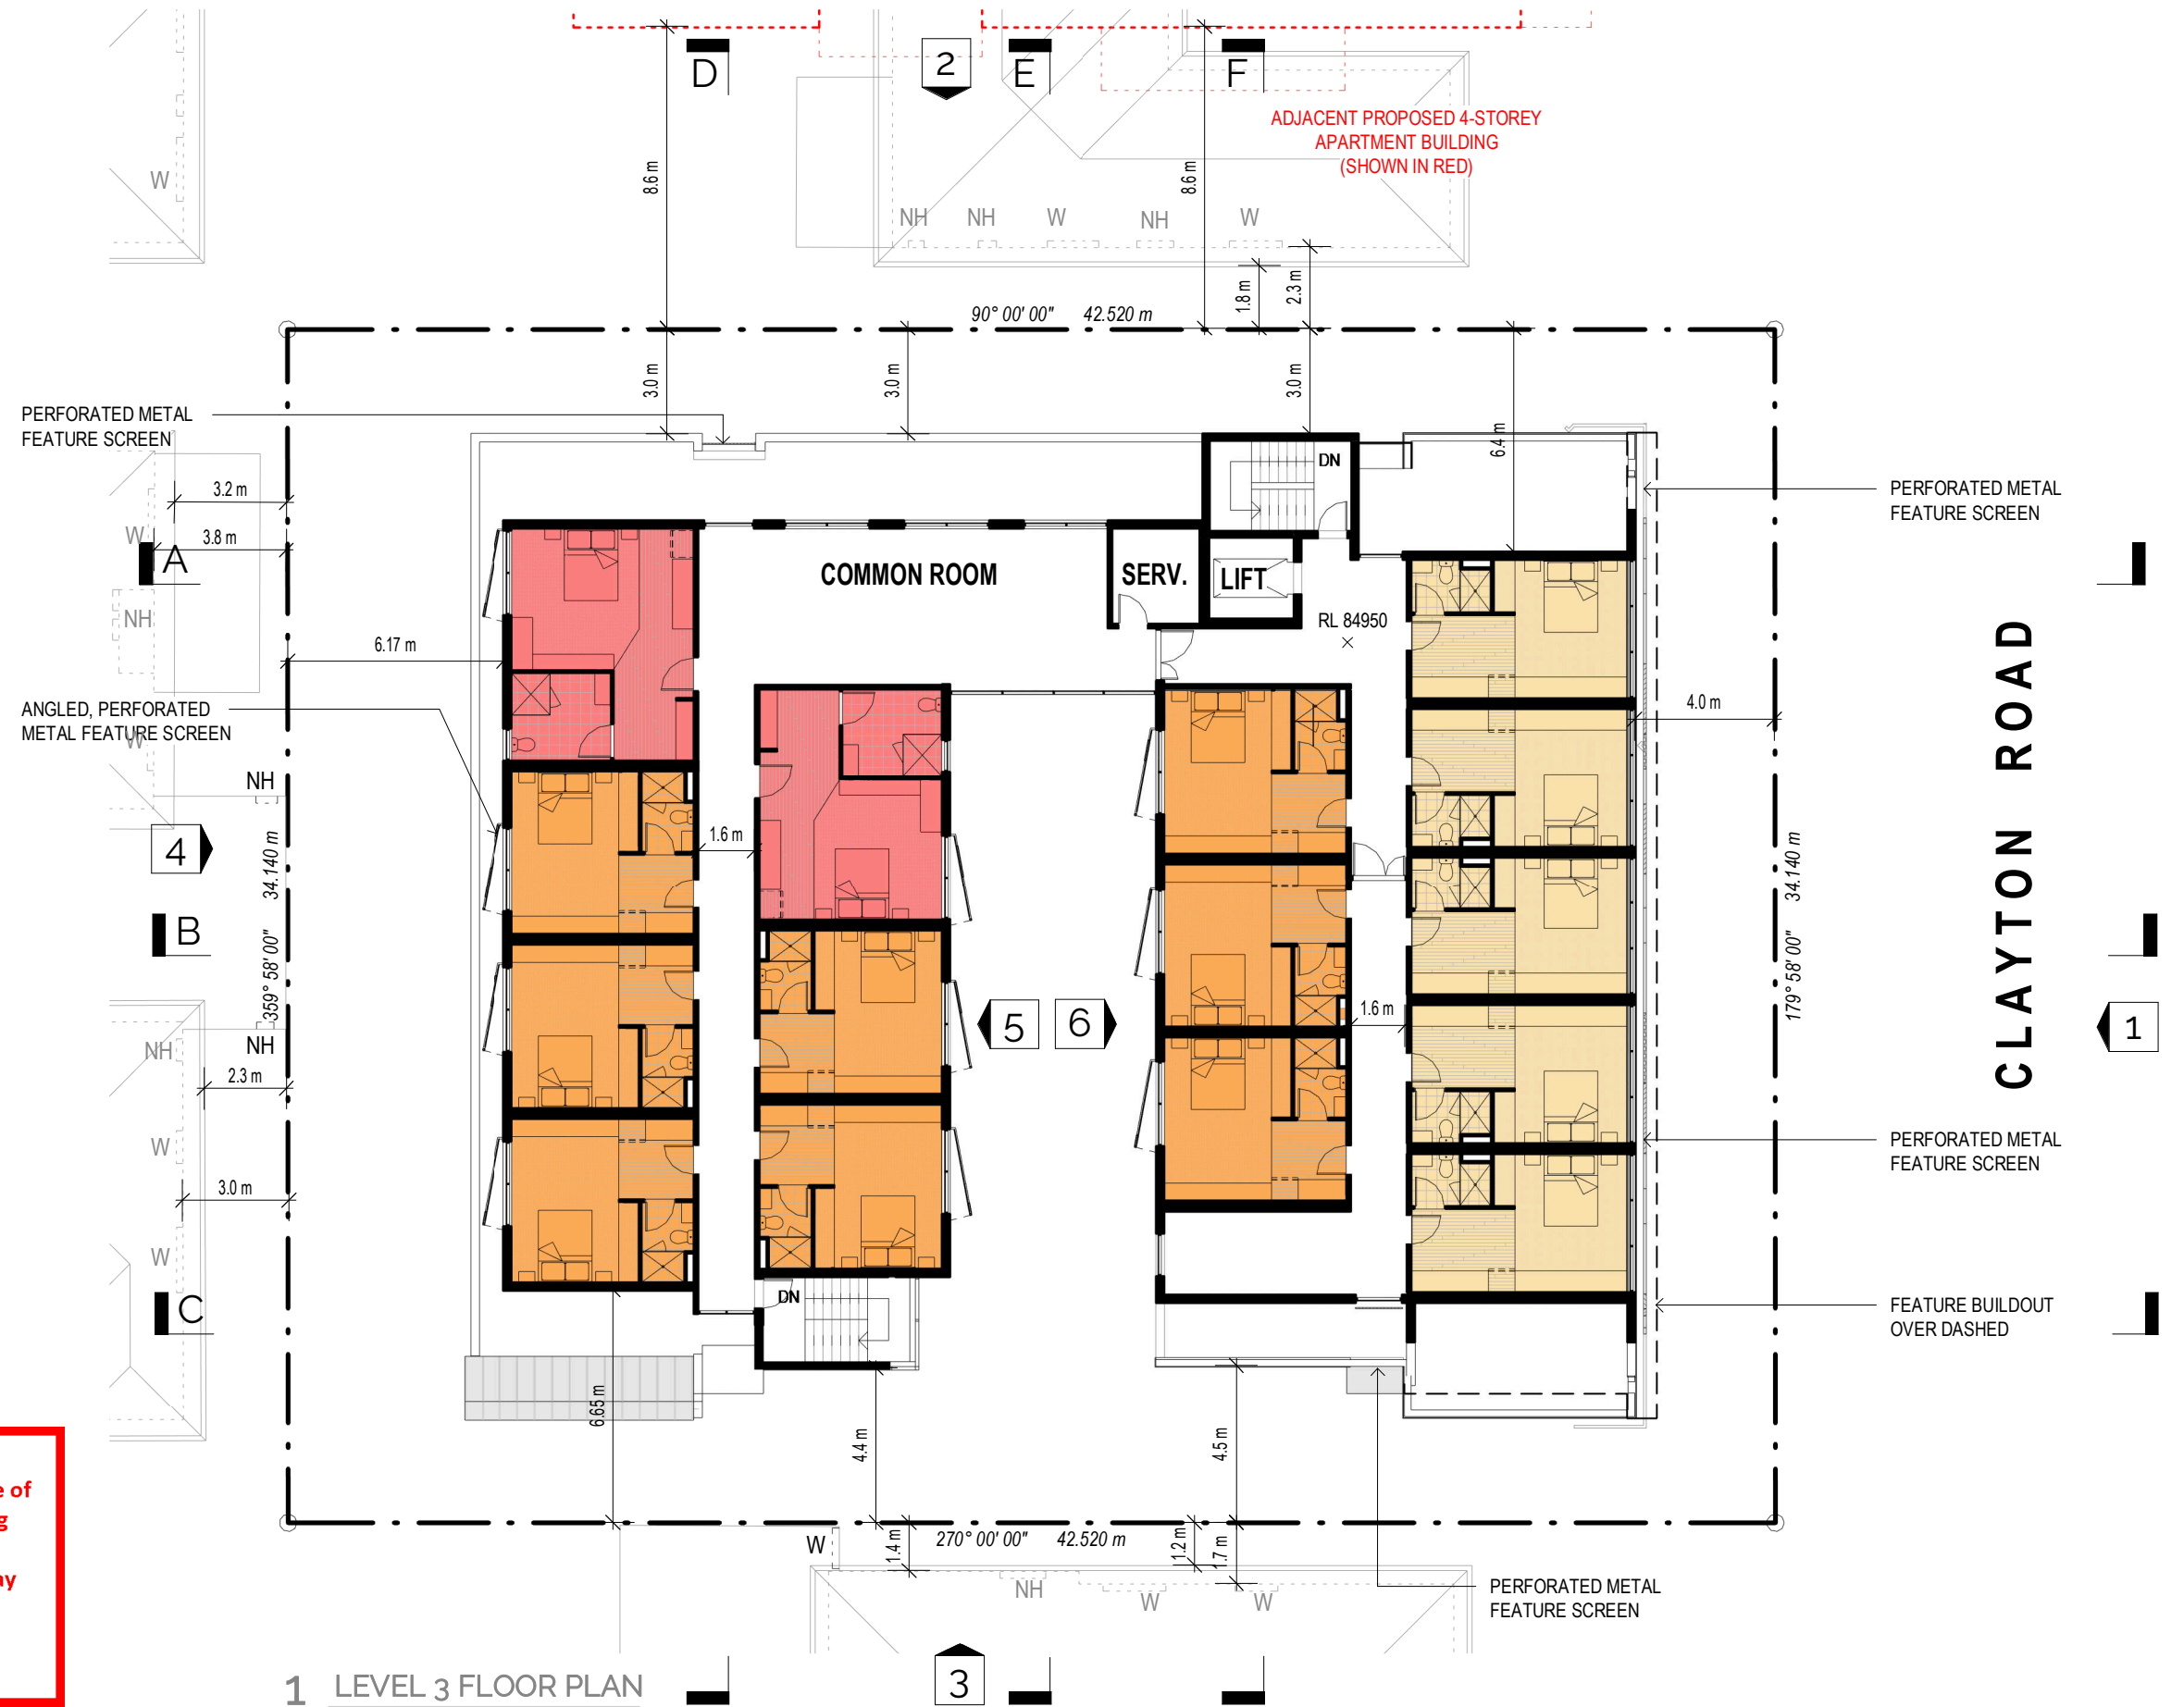 D
2
E
F
ADJACENT PROPOSED 4-STOREY
APARTMENT BUILDING
(SHOWN IN RED)
8.6 m
8.6 m
W
NH
NH
W
NH
W
1.8 m
2.3 m
90° 00' 00"
42.520 m
3.0 m
3.0 m
3.0 m
6.4 m
PERFORATED METAL
FEATURE SCREEN
3.2 m
W
3.8 m
A
NH
DN
PERFORATED METAL
FEATURE SCREEN
COMMON ROOM
SERV.
LIFT
RL 84950
6.17 m
ANGLED, PERFORATED
METAL FEATURE SCREEN
W
4.0 m
NH
4
1.6 m
34.140 m
359° 58' 00"
B
5
6
1.6 m
34.140 m
179° 58' 00"
CLAYTON ROAD
1
NH
NH
2.3 m
W
3.0 m
W
C
PERFORATED METAL
FEATURE SCREEN
DN
FEATURE BUILDOUT
OVER DASHED
6.65 m
4.4 m
4.5 m
e of
g
ay
W
1.4 m
270° 00' 00"
42.520 m
1.2 m
1.7 m
NH
W
W
PERFORATED METAL
FEATURE SCREEN
3
1 LEVEL 3 FLOOR PLAN